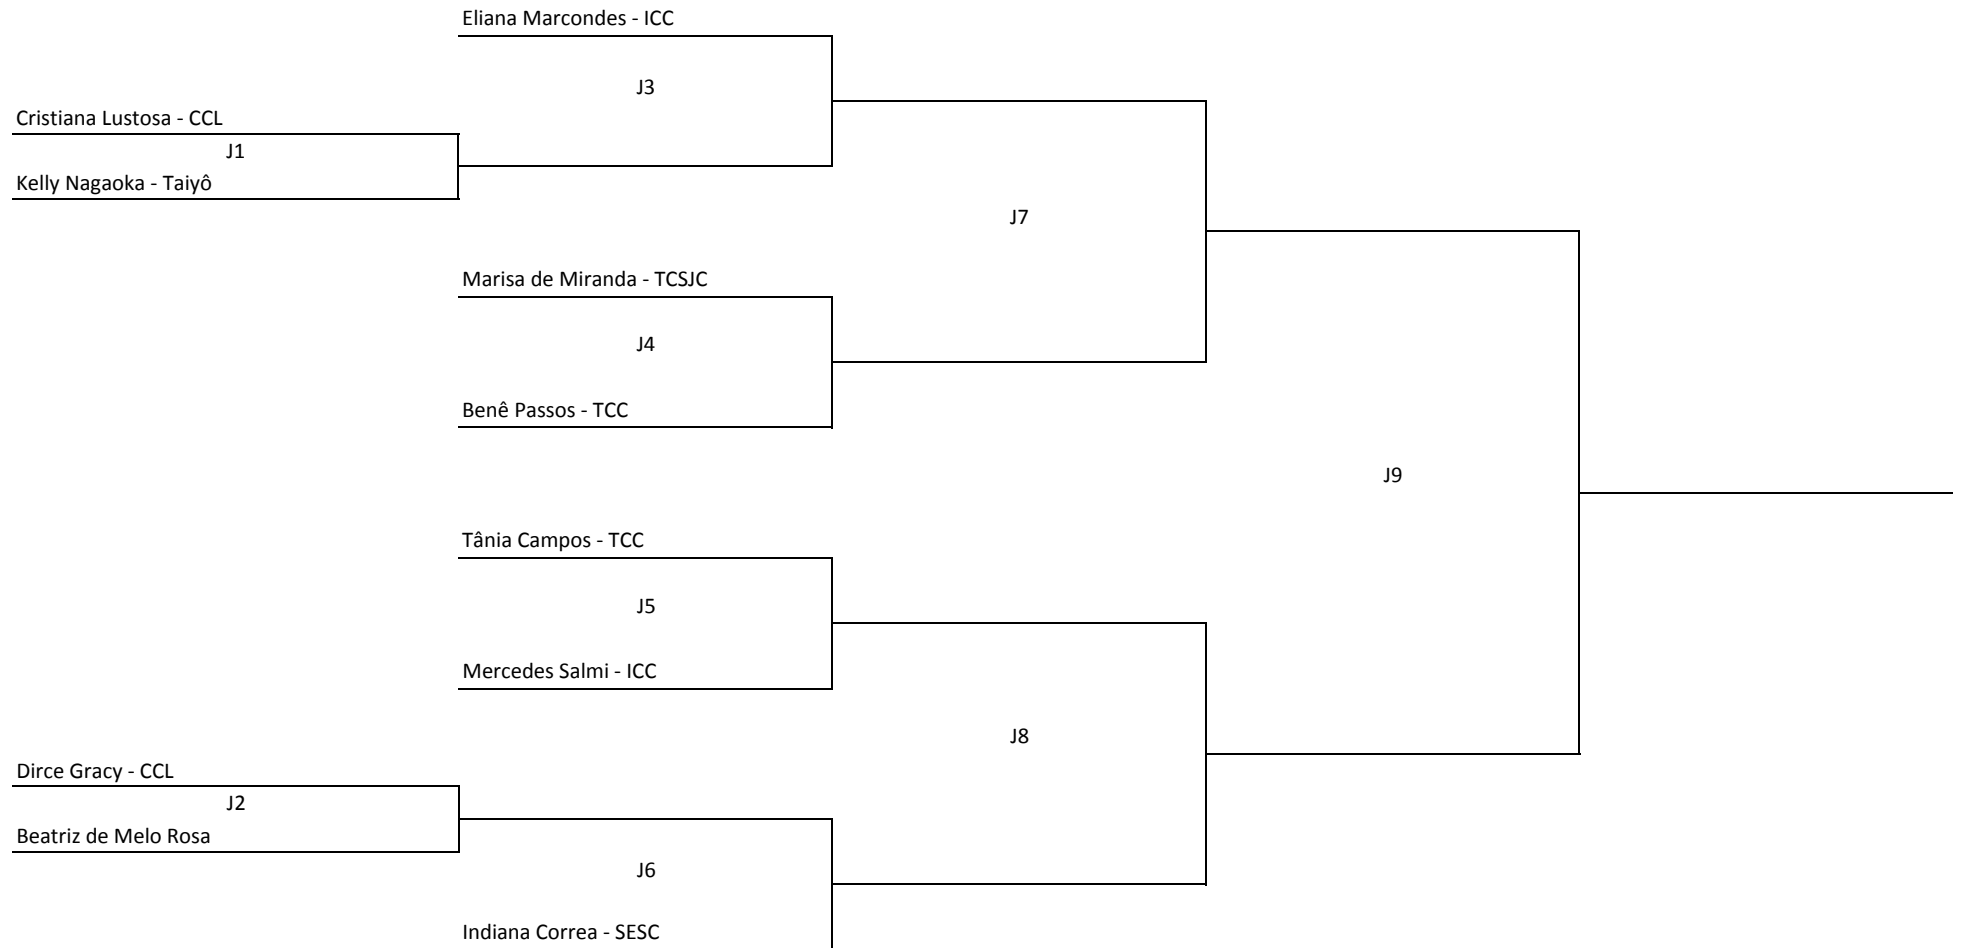 Eliana Marcondes - ICC
J3
Cristiana Lustosa - CCL
J1
Kelly Nagaoka - Taiyô
J7
Marisa de Miranda - TCSJC
J4
Benê Passos - TCC
J9
Tânia Campos - TCC
J5
Mercedes Salmi - ICC
J8
Dirce Gracy - CCL
J2
Beatriz de Melo Rosa
J6
Indiana Correa - SESC